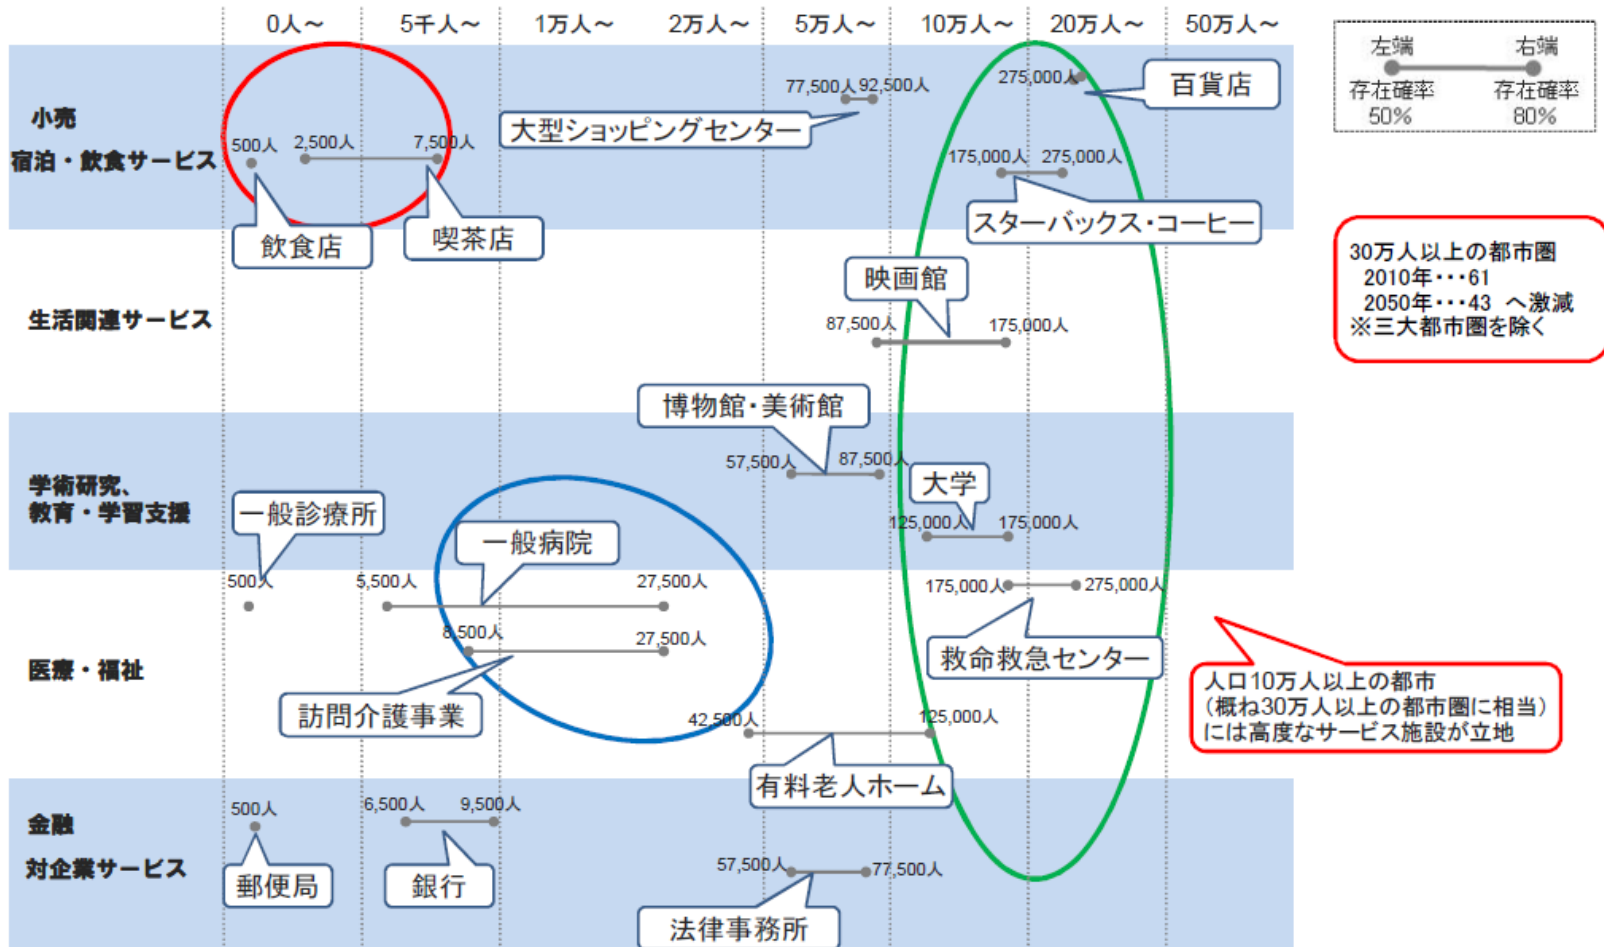 0人～ 5千人～ 1万人～ 2万人～ 5万人～ 10万人～ 20万人～ 50万人～
左端 右端
存在確率 存在確率
50% 80%
小売
宿泊・飲食サービス
500人 2,500人 7,500人
飲食店
喫茶店
77,500人 92,500人
大型ショッピングセンター
275,000人
百貨店
175,000人 275,000人
スターバックス・コーヒー
30万人以上の都市圏
2010年・・・61
2050年・・・43 へ激減
※三大都市圏を除く
生活関連サービス
映画館
87,500人 175,000人
学術研究、
教育・学習支援
博物館・美術館
57,500人 87,500人
大学
125,000人 175,000人
医療・福祉
一般診療所
500人
一般病院
5,500人 27,500人
8,500人 27,500人
訪問介護事業
175,000人 275,000人
救命救急センター
42,500人 125,000人
有料老人ホーム
人口10万人以上の都市
(概ね30万人以上の都市圏に相当)
には高度なサービス施設が立地
金融
対企業サービス
500人
郵便局
6,500人 9,500人
銀行
57,500人 77,500人
法律事務所